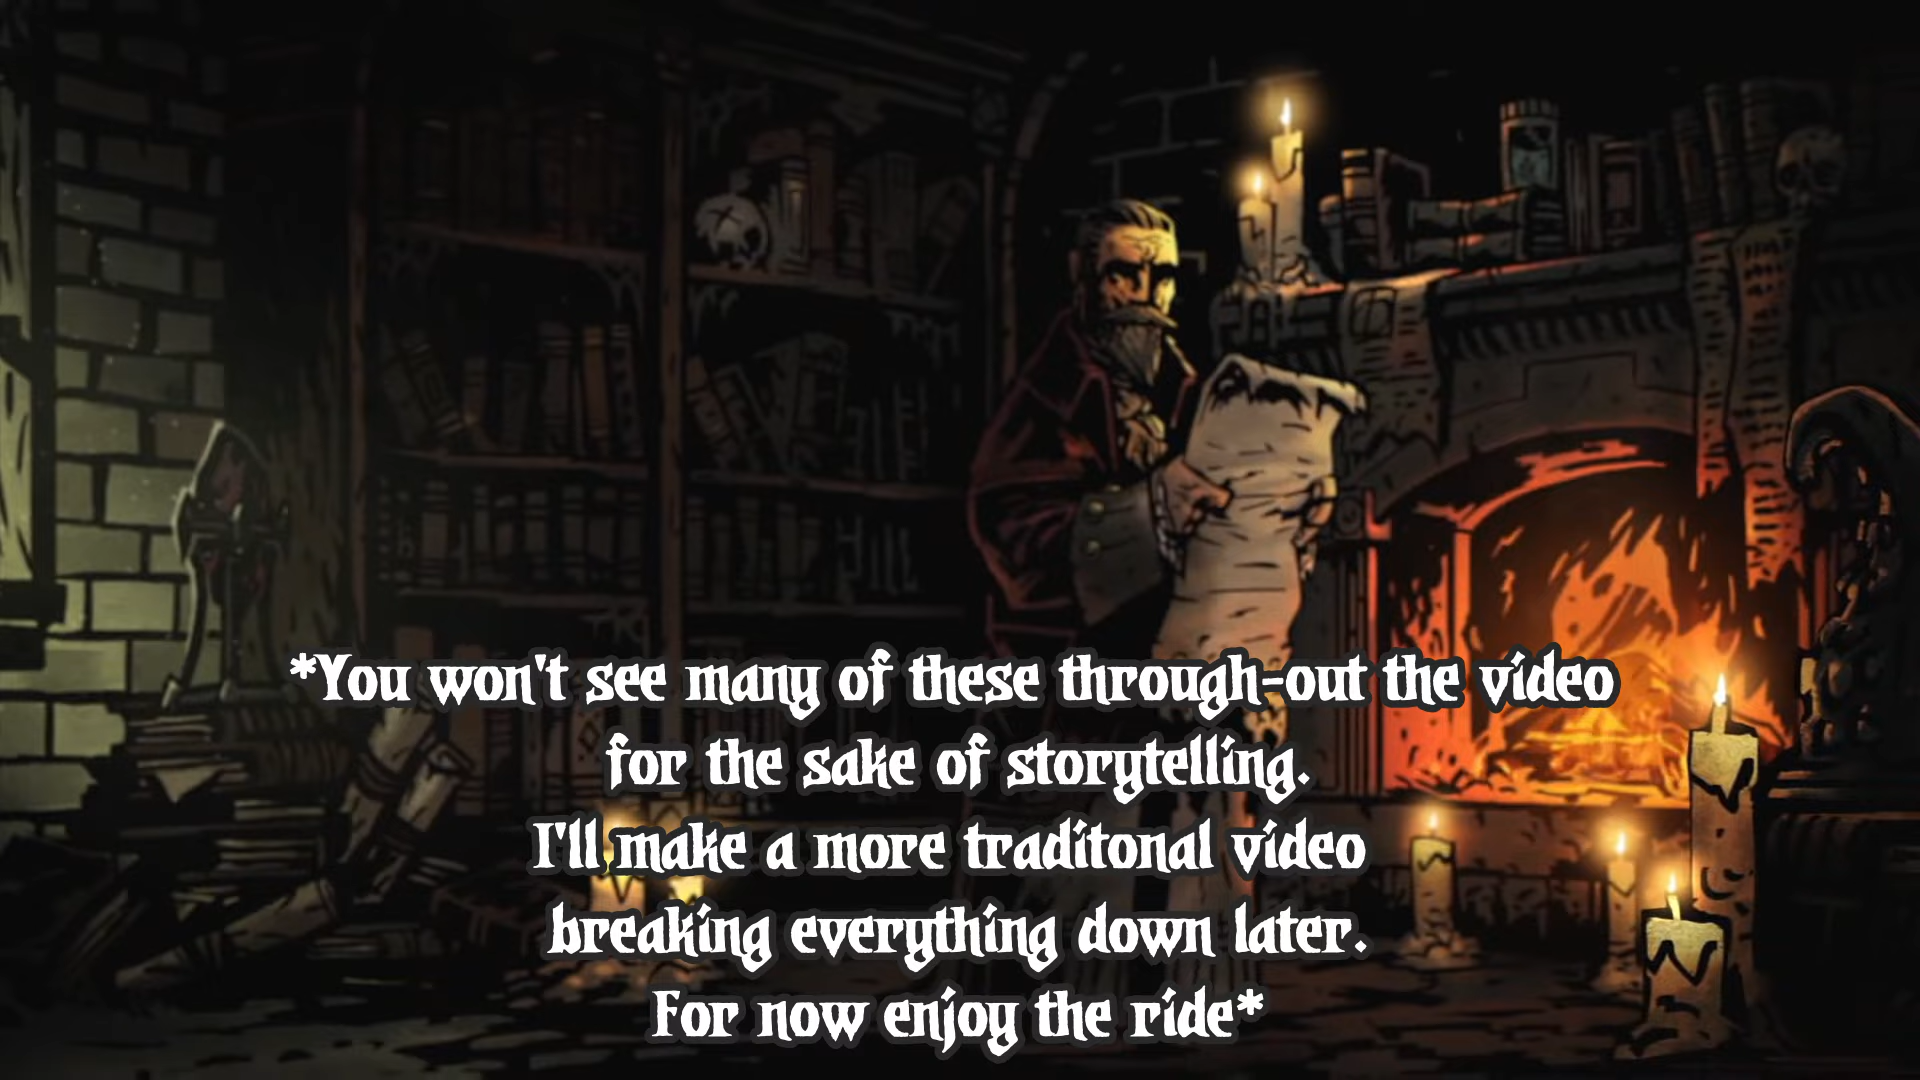 *You won't see many of these through-out the video
for the sake of storytelling.
I'll make a more traditonal video
breaking everything down later.
For now enjoy the ride*